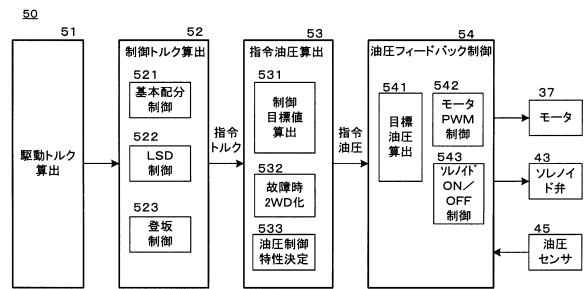 50
51
駆動トルク
算出
52
制御トルク算出
521
基本配分
制御
522
LSD
制御
523
登坂
制御
指令
トルク
53
指令油圧算出
531
制御
目標値
算出
532
故障時
2WD化
533
油圧制御
特性決定
指令
油圧
54
油圧フィードバック制御
541
目標
油圧
算出
542
モータ
PWM
制御
543
ソレノイド
ON/
OFF
制御
37
モータ
43
ソレノイ
ド弁
45
油圧
センサ